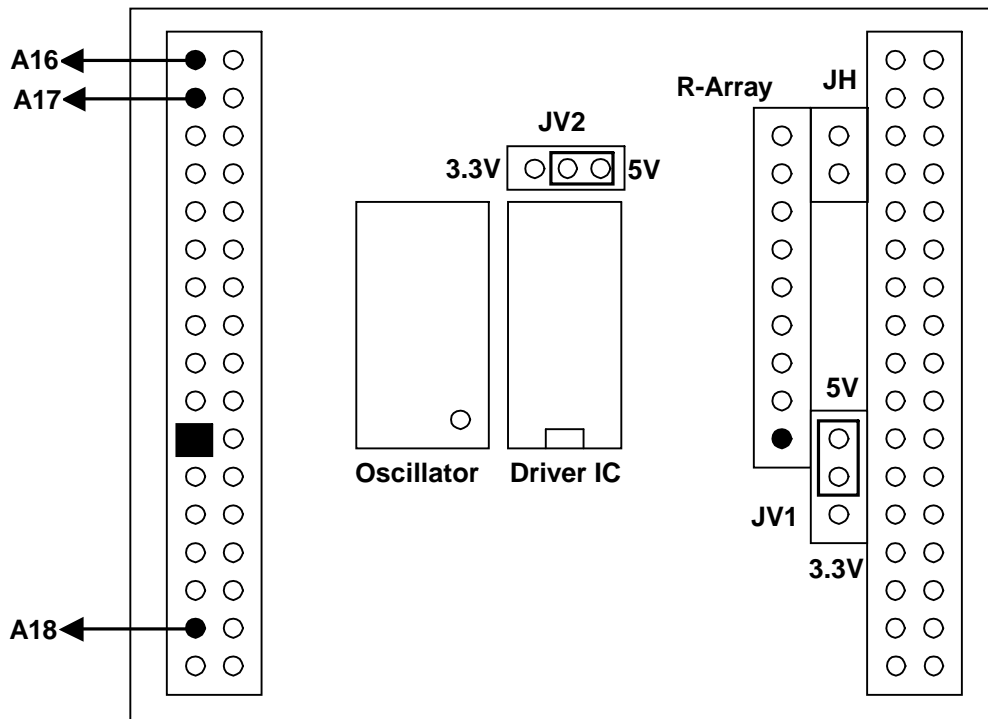 A16
A17
R-Array
JH
JV2
3.3V
5V
5V
Oscillator
Driver IC
JV1
3.3V
A18